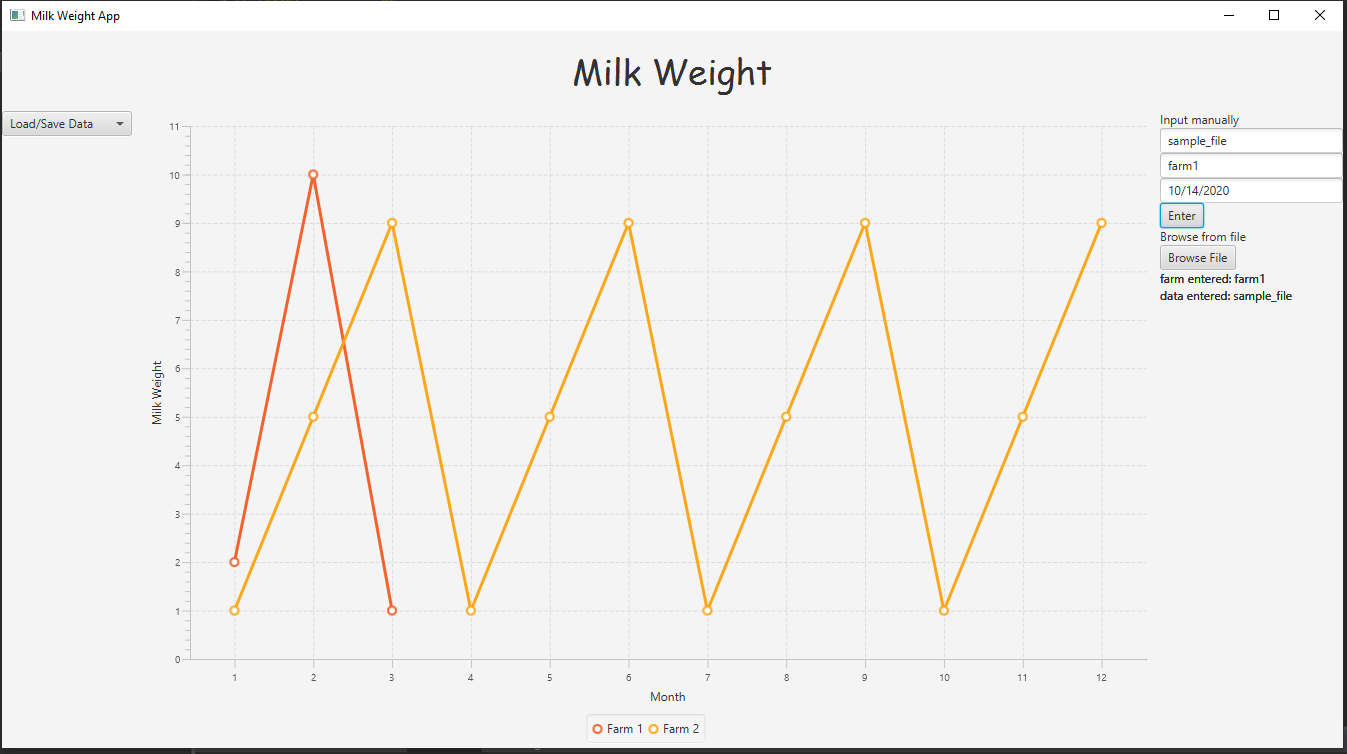 Milk Weight App
Milk Weight
Load/Save Data
11
10
9
8
7
6
5
4
3
2
1
0
Milk Weight
1 2 3 4 5 6 7 8 9 10 11 12
Month
Farm 1 Farm 2
Input manually
sample_file
farm1
10/14/2020
Enter
Browse from file
Browse File
farm entered: farm1
data entered: sample_file